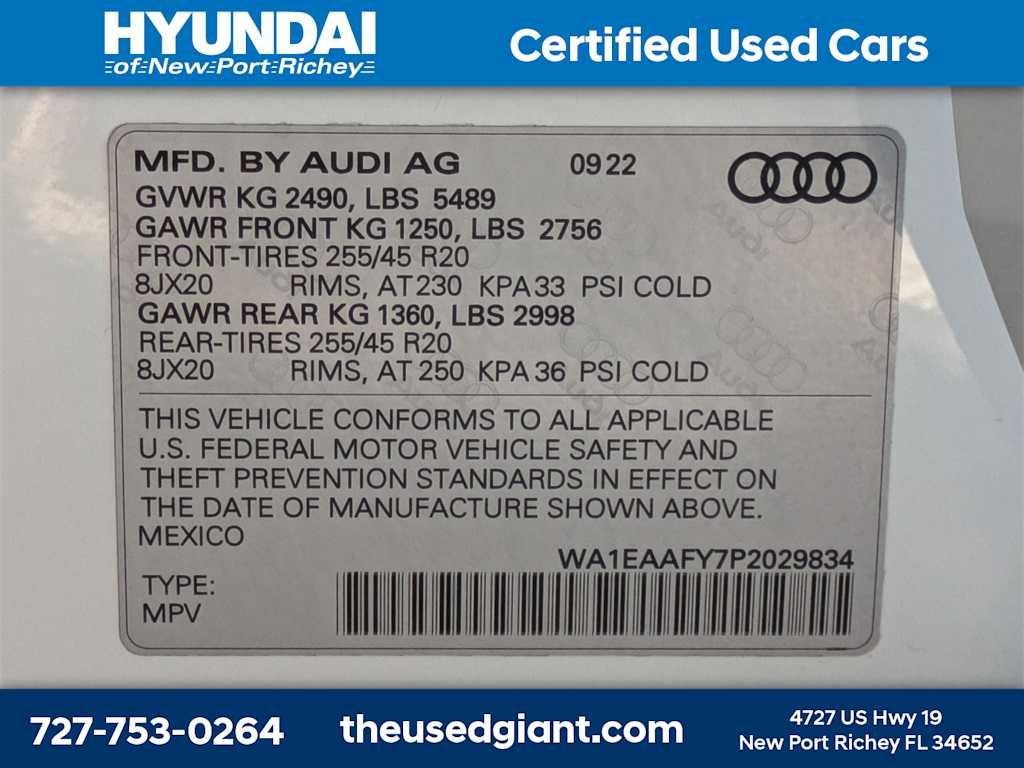 HYUNDAI
of New Port Richey
Certified Used Cars
MFD. BY AUDI AG 09 22
GVWR KG 2490, LBS 5489
GAWR FRONT KG 1250, LBS 2756
FRONT-TIRES 255/45 R20
8JX20 RIMS, AT 230 KPA 33 PSI COLD
GAWR REAR KG 1360, LBS 2998
REAR-TIRES 255/45 R20
8JX20 RIMS, AT 250 KPA 36 PSI COLD
THIS VEHICLE CONFORMS TO ALL APPLICABLE
U.S. FEDERAL MOTOR VEHICLE SAFETY AND
THEFT PREVENTION STANDARDS IN EFFECT ON
THE DATE OF MANUFACTURE SHOWN ABOVE.
MEXICO
WA1EAAFY7P2029834
TYPE:
MPV
727-753-0264
theusedgiant.com
4727 US Hwy 19
New Port Richey FL 34652